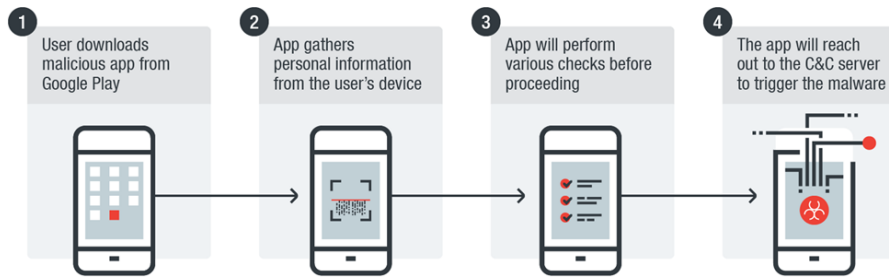 1
User downloads
malicious app from
Google Play
2
App gathers
personal information
from the user's device
3
App will perform
various checks before
proceeding
4
The app will reach
out to the C&C server
to trigger the malware